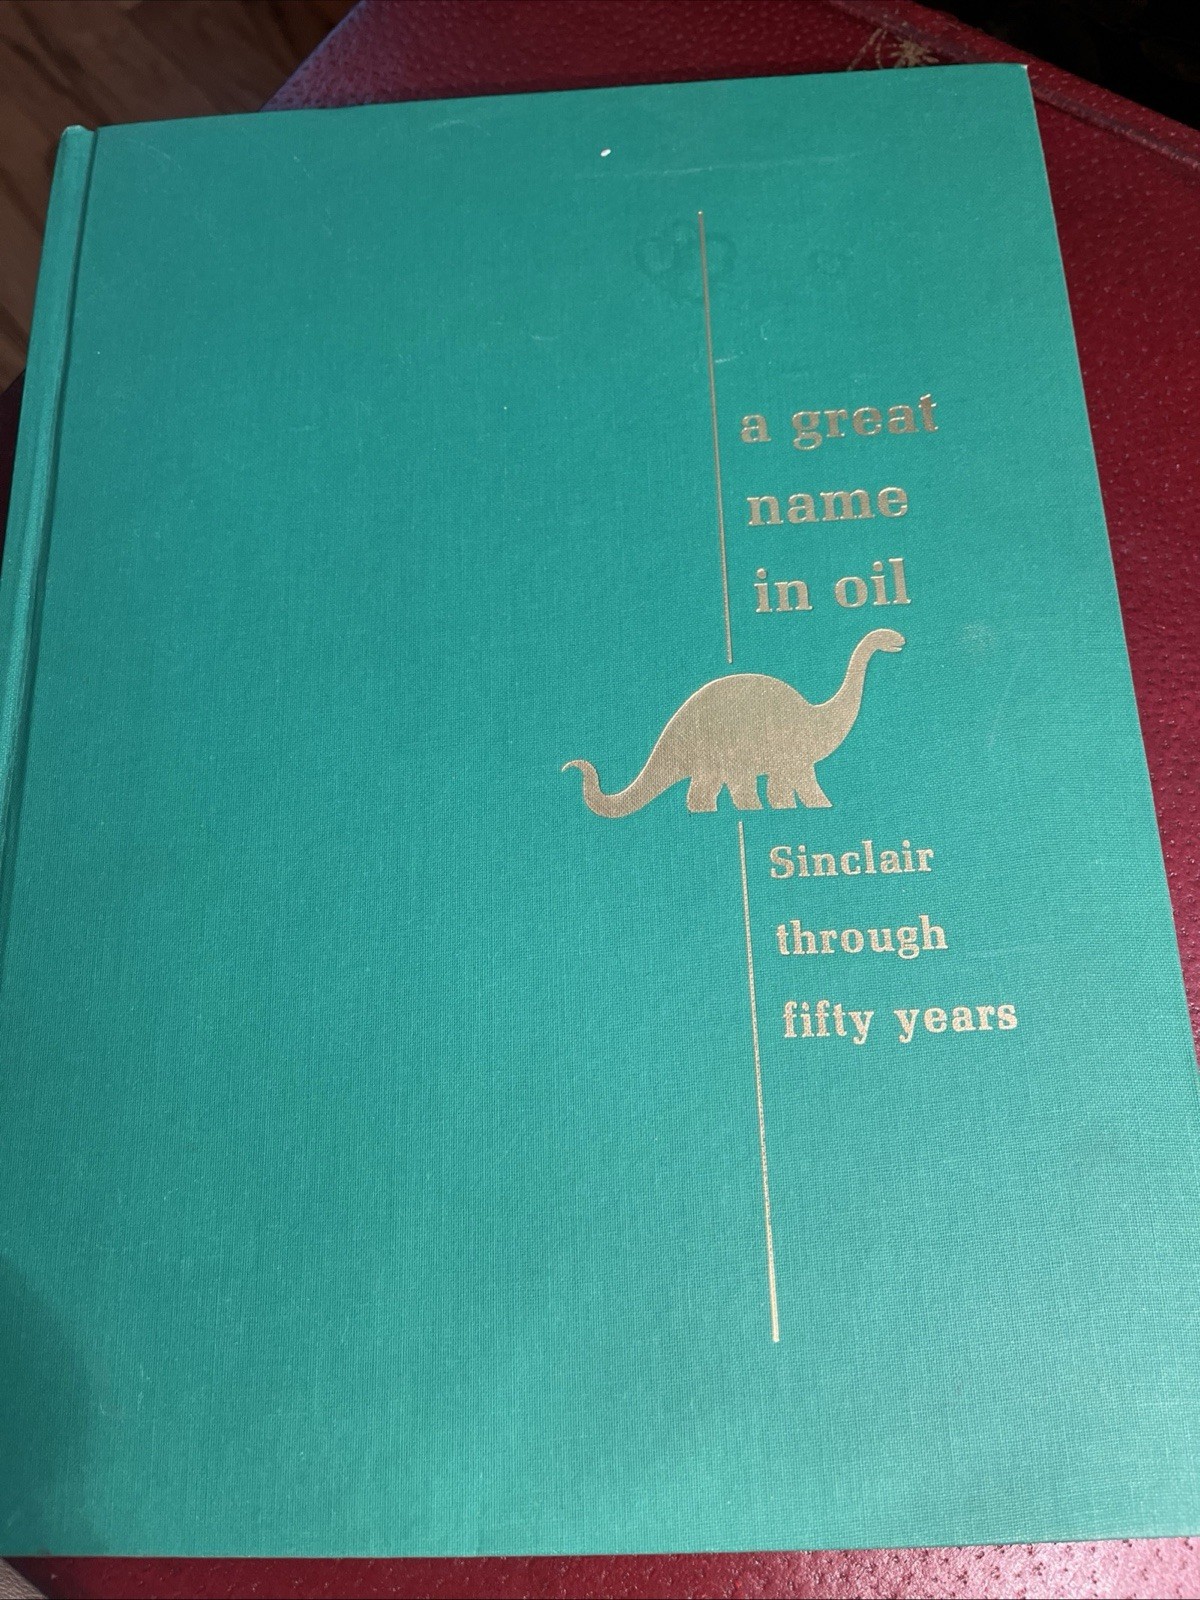 a great
name
in oil
Sinclair
through
fifty years